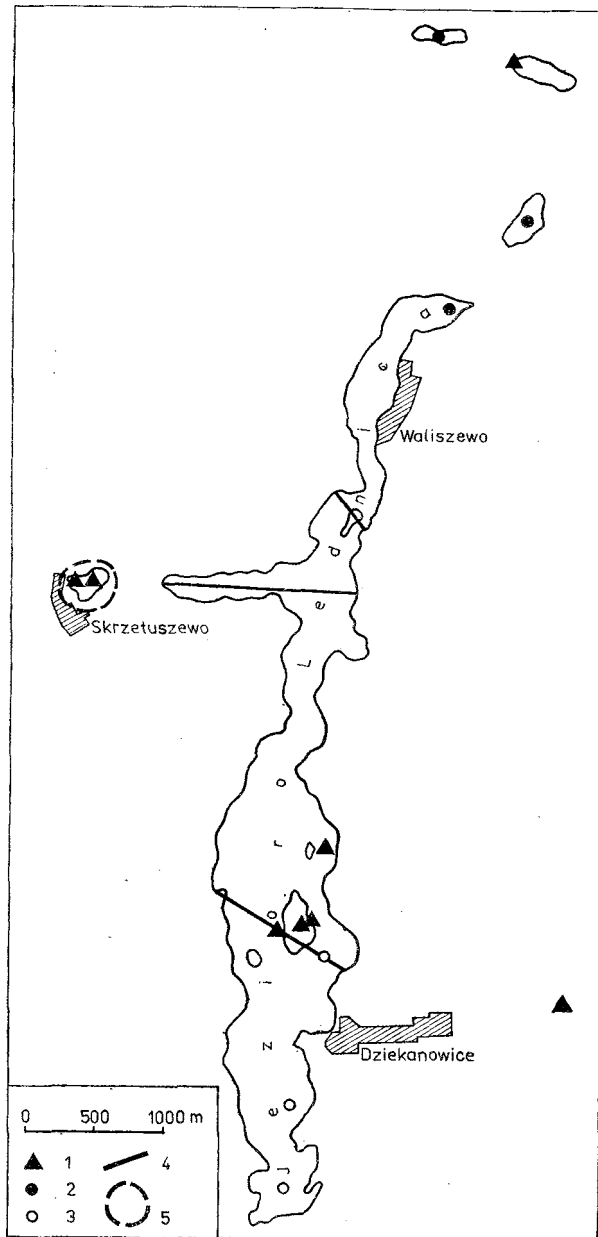 Waliszewo
Skrzetuszewo
Jezioro Lednica
Dziekanowice
0 500 1000 m
1 4
2
3 5